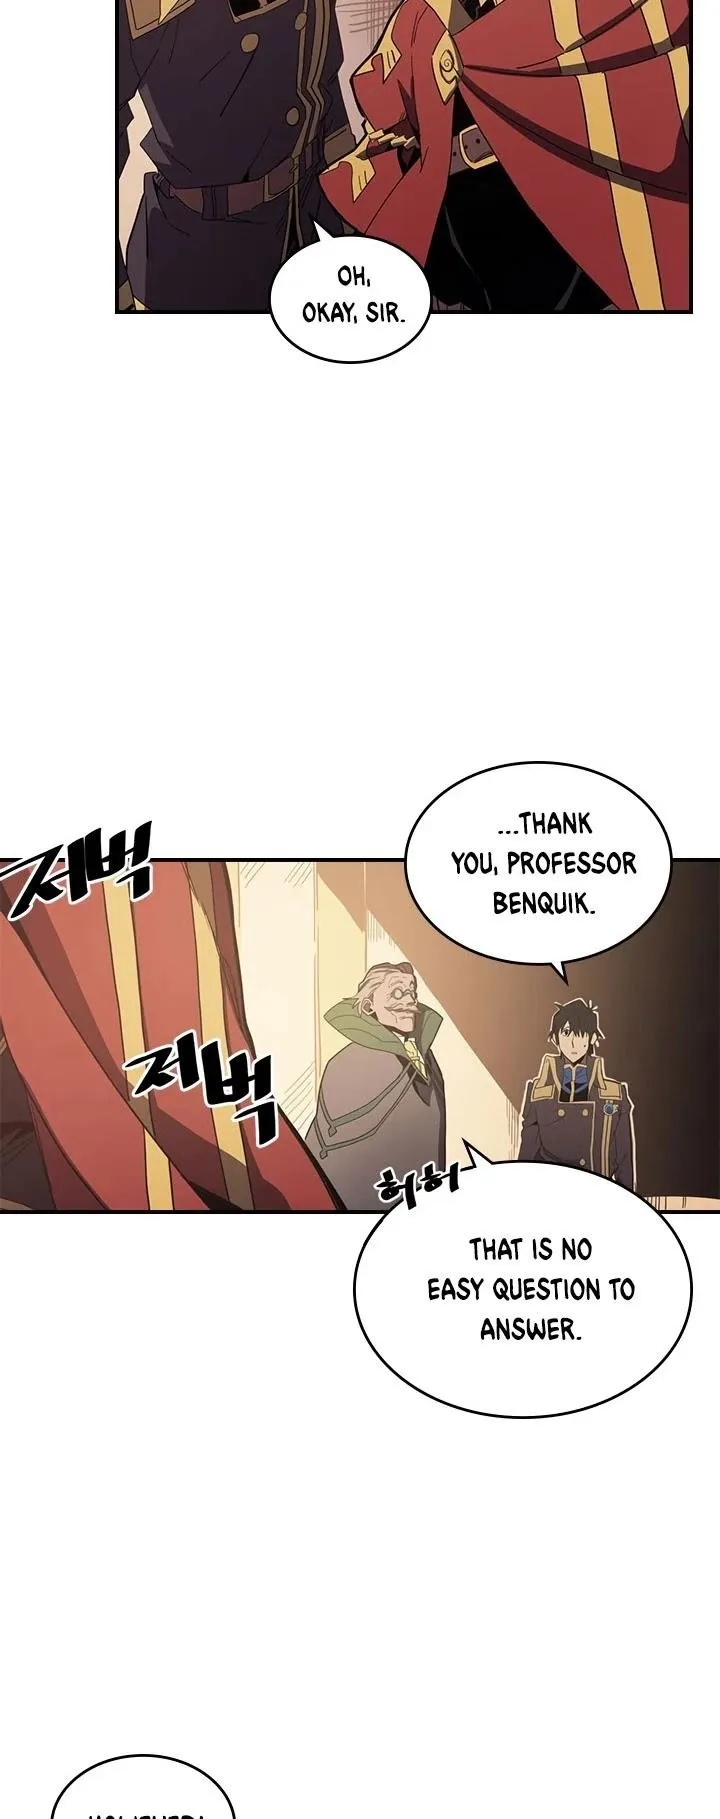 OH,
OKAY, SIR.
...THANK
YOU, PROFESSOR
BENQUIK.
저벅
저벅
허허
THAT IS NO
EASY QUESTION TO
ANSWER.